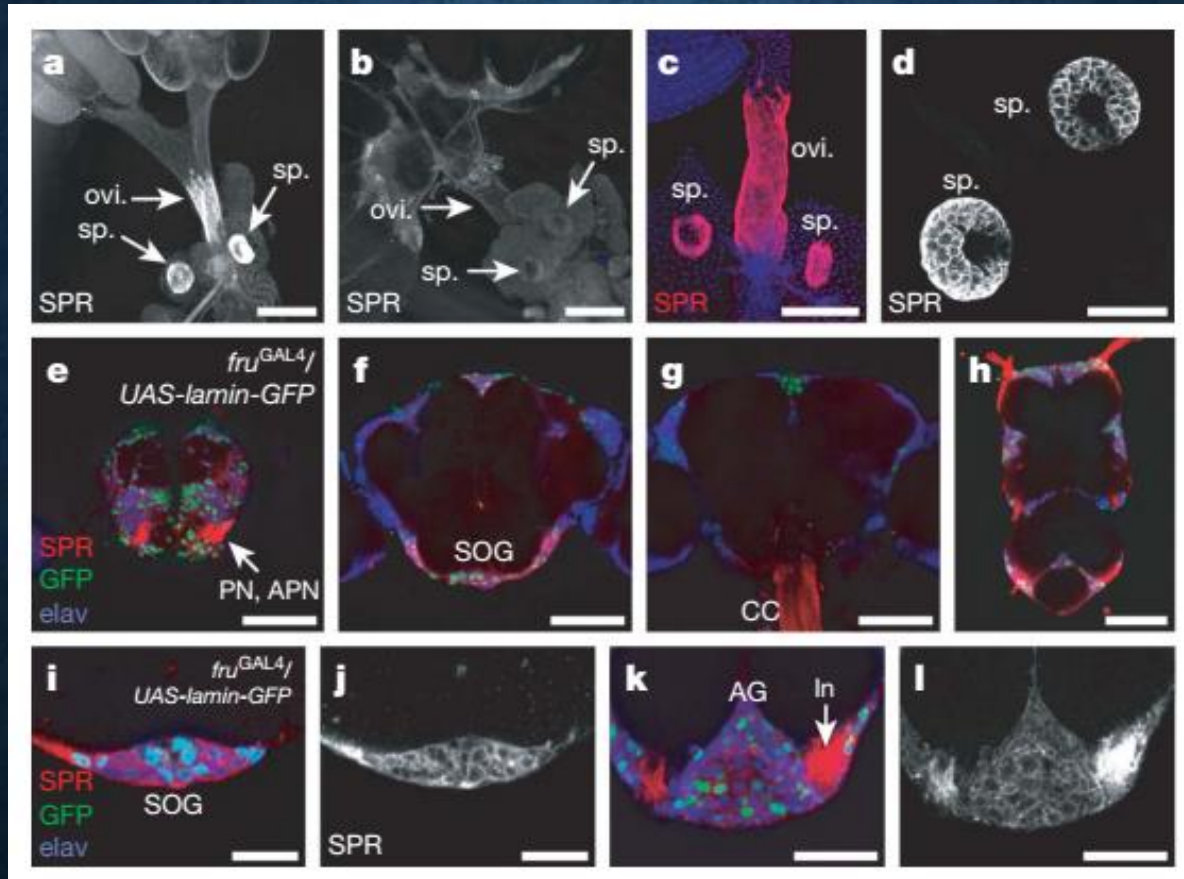 a
ovi.
sp.
sp.
SPR
b
sp.
ovi.
sp.
c
ovi.
sp.
sp.
SPR
d
sp.
sp.
SPR
e
fruGAL4/
UAS-lamin-GFP
SPR
GFP
elav
PN, APN
f
SOG
g
CC
h
i
fruGAL4/
UAS-lamin-GFP
SPR
GFP
elav
SOG
j
SPR
k
AG
In
l